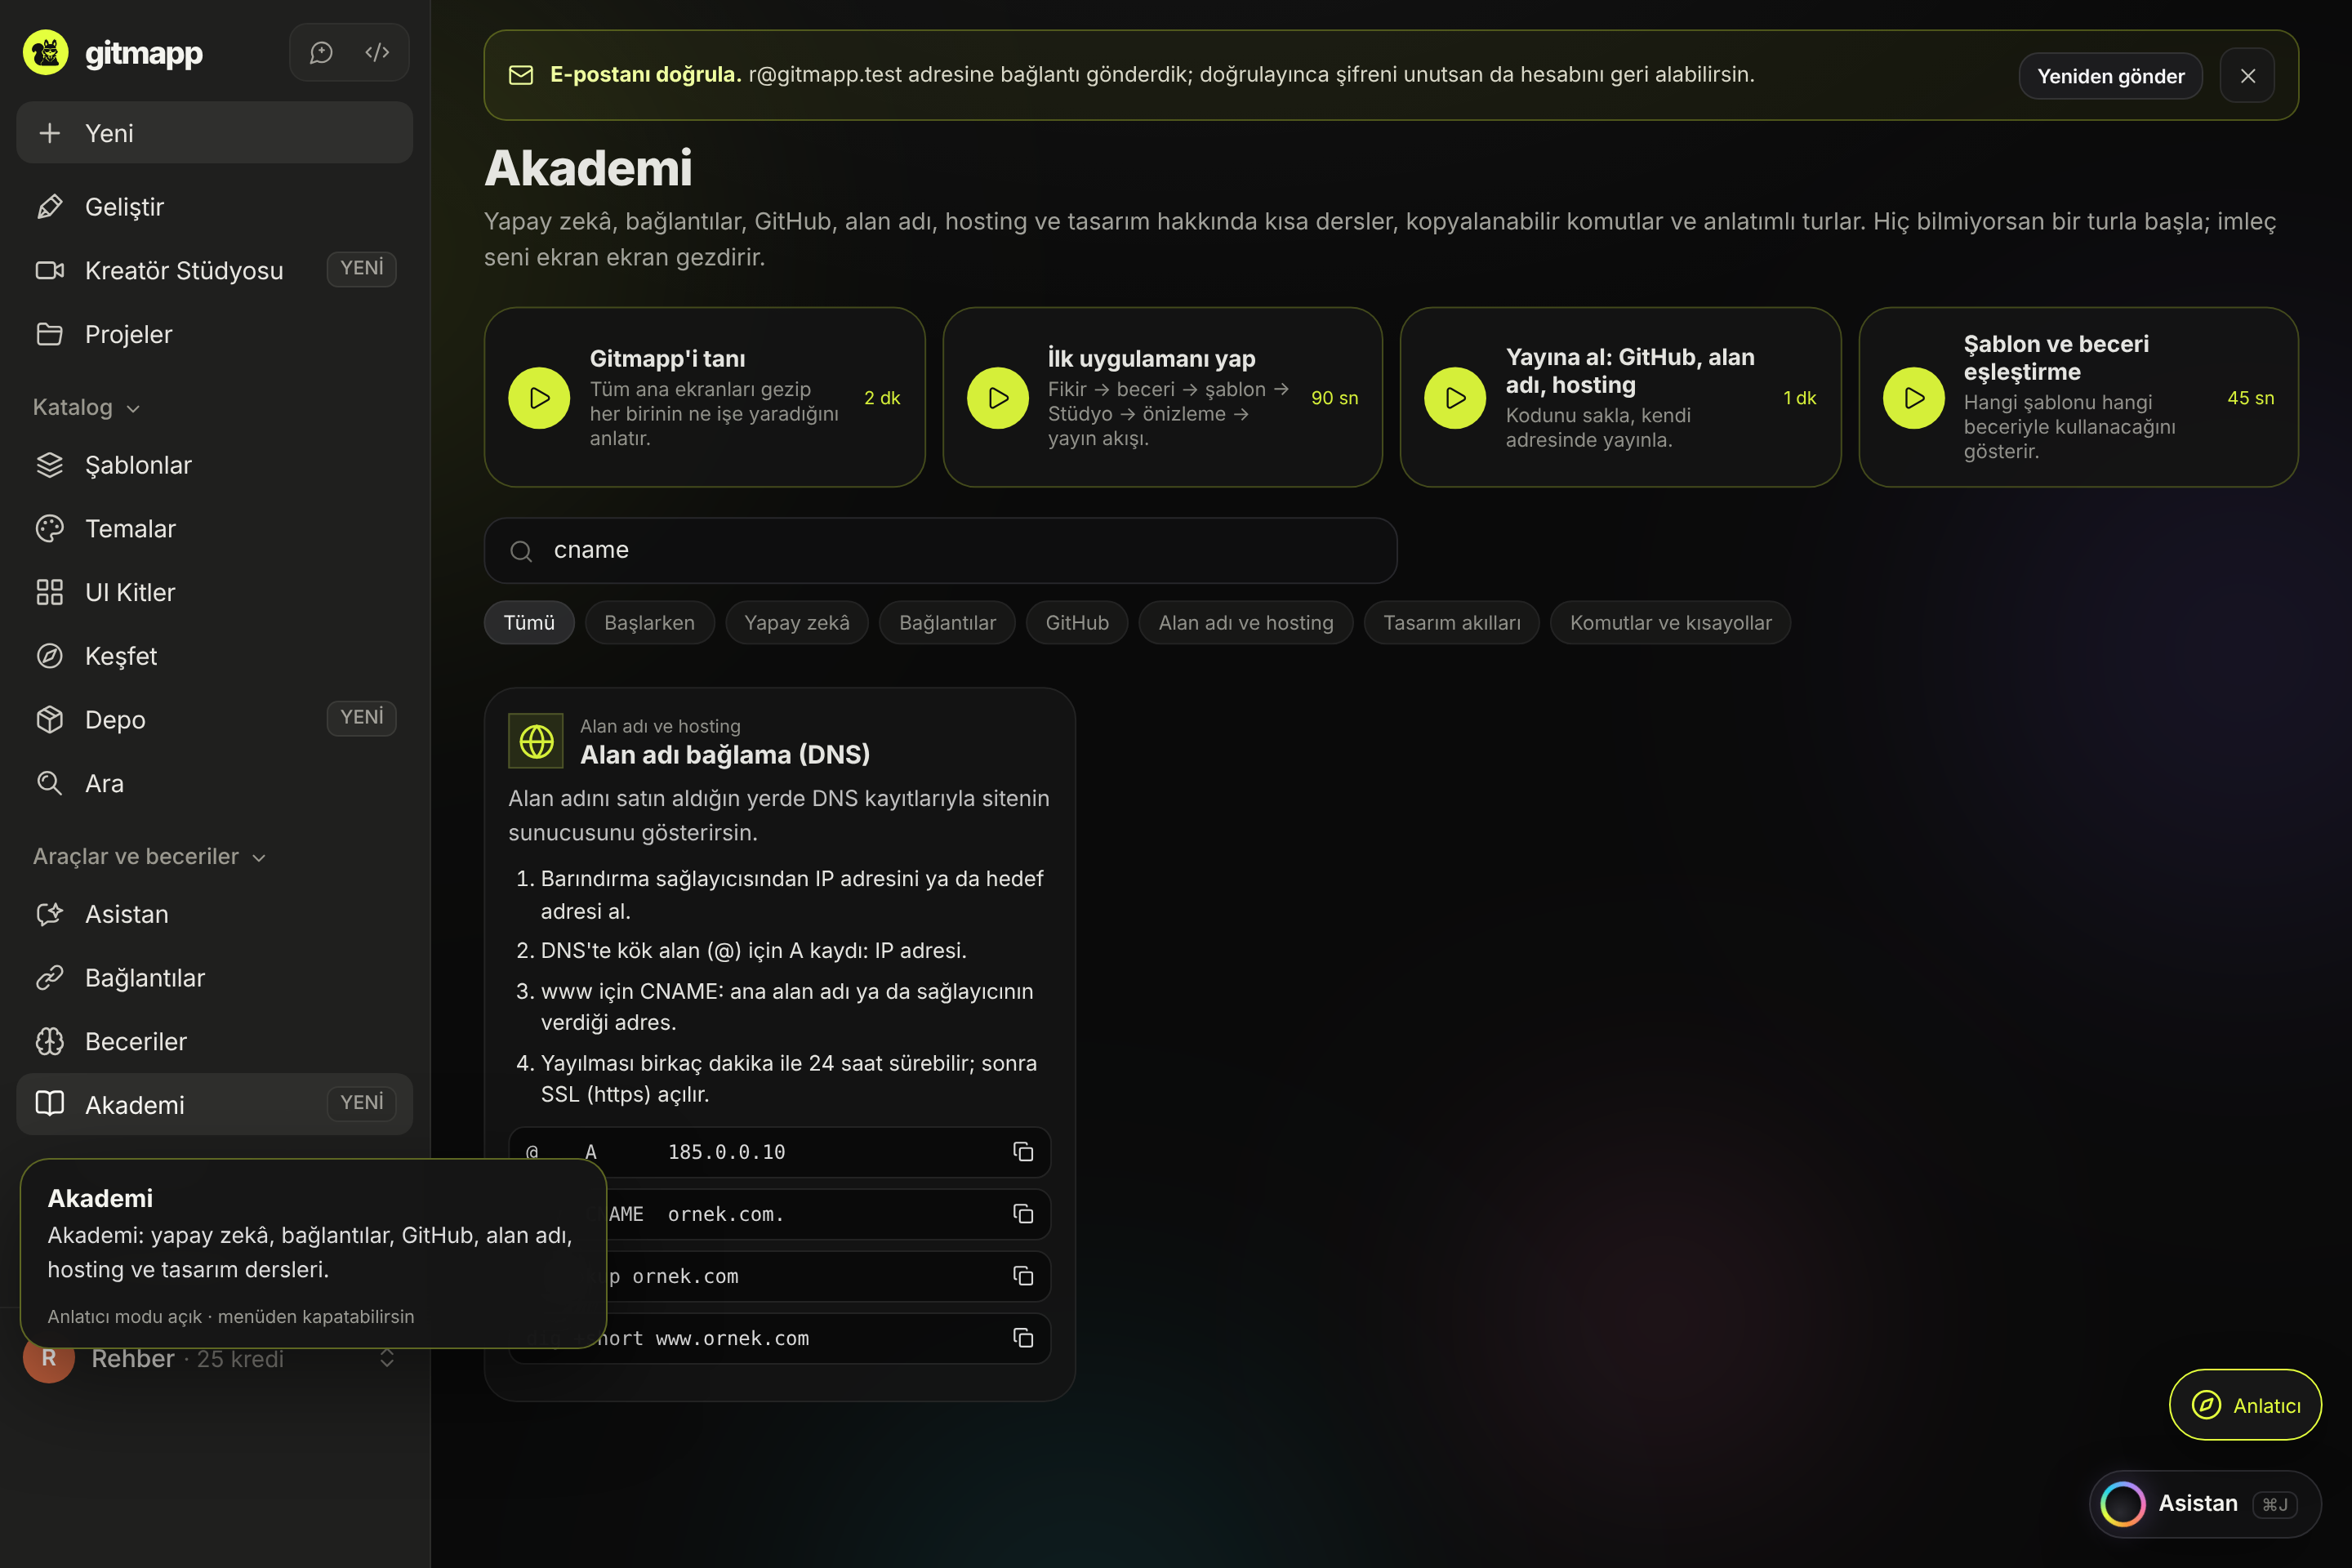 gitmapp
Yeni
Geliştir
Kreatör Stüdyosu YENİ
Projeler
Katalog
Şablonlar
Temalar
UI Kitler
Keşfet
Depo YENİ
Ara
Araçlar ve beceriler
Asistan
Bağlantılar
Beceriler
Akademi YENİ
Akademi
Akademi: yapay zekâ, bağlantılar, GitHub, alan adı,
hosting ve tasarım dersleri.
Anlatıcı modu açık · menüden kapatabilirsin
R Rehber · 25 kredi
E-postanı doğrula. r@gitmapp.test adresine bağlantı gönderdik; doğrulayınca şifreni unutsan da hesabını geri alabilirsin.
Yeniden gönder
Akademi
Yapay zekâ, bağlantılar, GitHub, alan adı, hosting ve tasarım hakkında kısa dersler, kopyalanabilir komutlar ve anlatımlı turlar. Hiç bilmiyorsan bir turla başla; imleç
seni ekran ekran gezdirir.
Gitmapp'i tanı
Tüm ana ekranları gezip
her birinin ne işe yaradığını
anlatır.
2 dk
İlk uygulamanı yap
Fikir → beceri → şablon →
Stüdyo → önizleme →
yayın akışı.
90 sn
Yayına al: GitHub, alan
adı, hosting
Kodunu sakla, kendi
adresinde yayınla.
1 dk
Şablon ve beceri
eşleştirme
Hangi şablonu hangi
beceriyle kullanacağını
gösterir.
45 sn
cname
Tümü Başlarken Yapay zekâ Bağlantılar GitHub Alan adı ve hosting Tasarım akılları Komutlar ve kısayollar
Alan adı ve hosting
Alan adı bağlama (DNS)
Alan adını satın aldığın yerde DNS kayıtlarıyla sitenin
sunucusunu gösterirsin.
1. Barındırma sağlayıcısından IP adresini ya da hedef
adresi al.
2. DNS'te kök alan (@) için A kaydı: IP adresi.
3. www için CNAME: ana alan adı ya da sağlayıcının
verdiği adres.
4. Yayılması birkaç dakika ile 24 saat sürebilir; sonra
SSL (https) açılır.
@ A 185.0.0.10
AME ornek.com.
p ornek.com
hort www.ornek.com
Anlatıcı
Asistan ⌘J